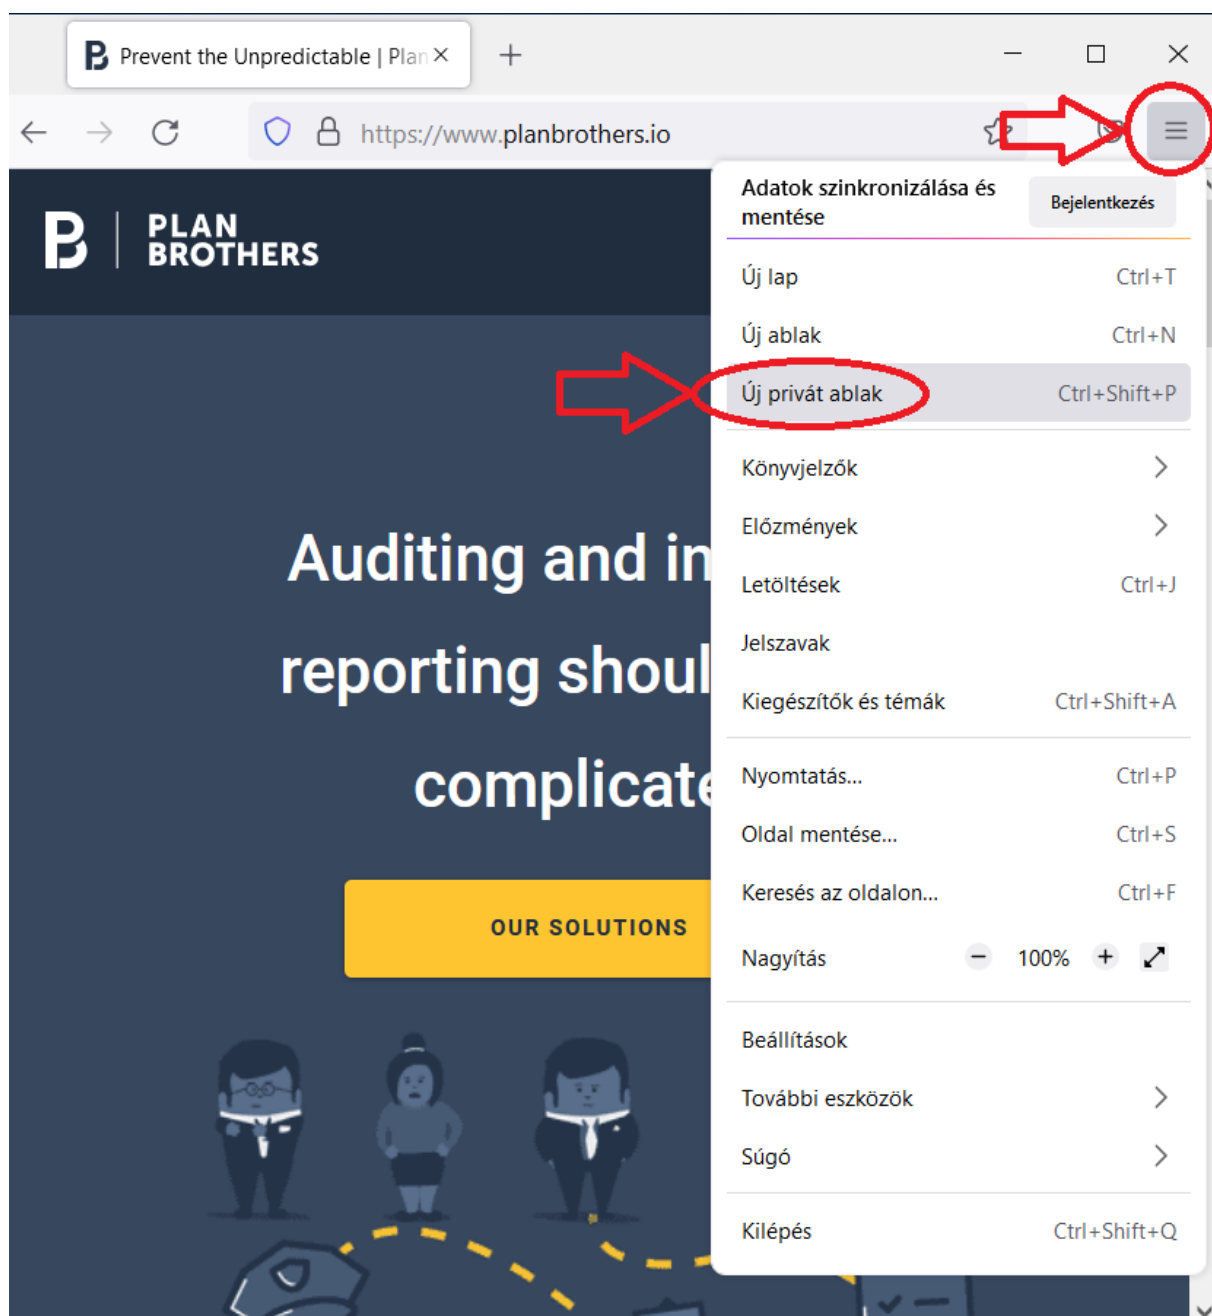 Prevent the Unpredictable | Plan
https://www.planbrothers.io
PLAN
BROTHERS
Auditing and in
reporting shoul
complicate
OUR SOLUTIONS
Adatok szinkronizálása és
mentése
Bejelentkezés
Új lap Ctrl+T
Új ablak Ctrl+N
Új privát ablak Ctrl+Shift+P
Könyvjelzők
Előzmények
Letöltések Ctrl+J
Jelszavak
Kiegészítők és témák Ctrl+Shift+A
Nyomtatás... Ctrl+P
Oldal mentése... Ctrl+S
Keresés az oldalon... Ctrl+F
Nagyítás − 100% +
Beállítások
További eszközök
Súgó
Kilépés Ctrl+Shift+Q